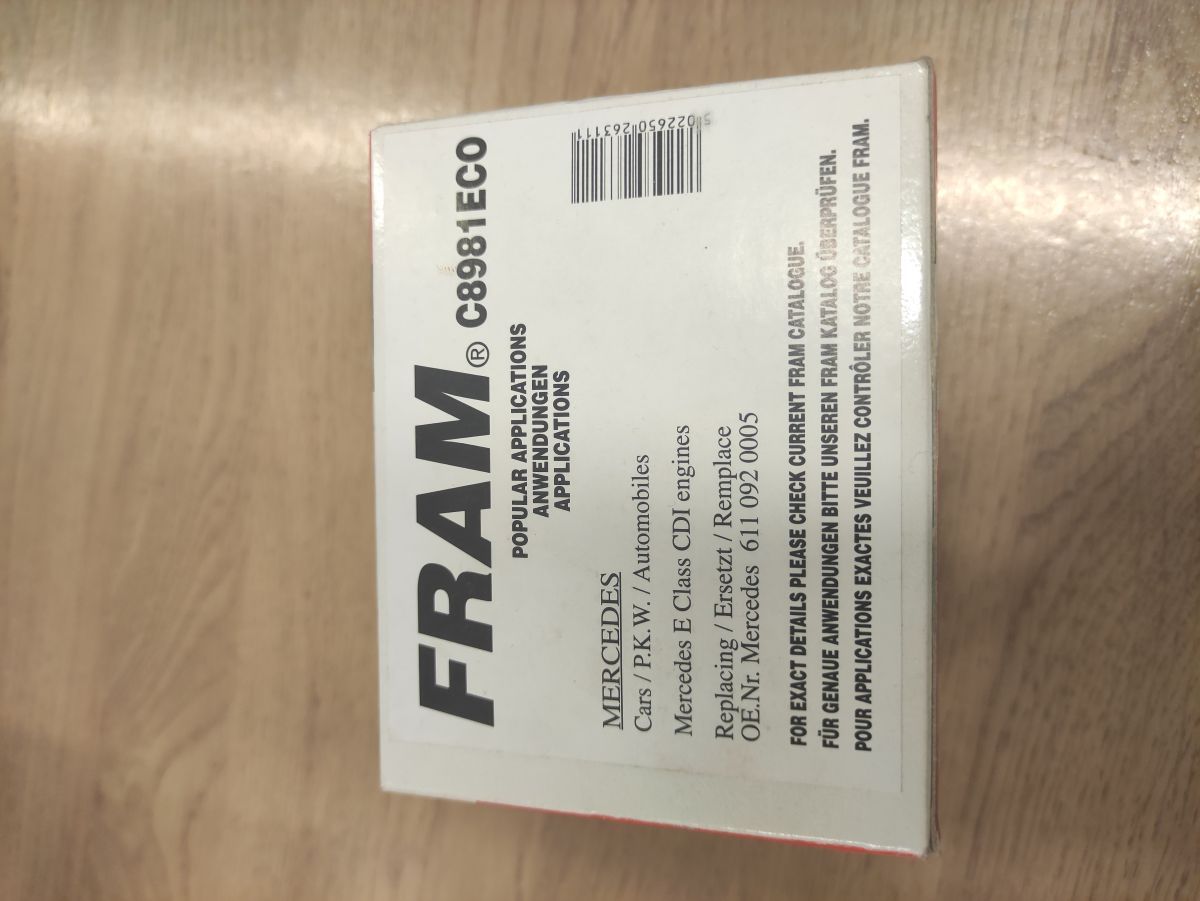 FRAM® C8981ECO
POPULAR APPLICATIONS
ANWENDUNGEN
APPLICATIONS
5 022650 263111
MERCEDES
Cars / P.K.W. / Automobiles
Mercedes E Class CDI engines
Replacing / Ersetzt / Remplace
OE.Nr. Mercedes 611 092 0005
FOR EXACT DETAILS PLEASE CHECK CURRENT FRAM CATALOGUE.
FÜR GENAUE ANWENDUNGEN BITTE UNSEREN FRAM KATALOG ÜBERPRÜFEN.
POUR APPLICATIONS EXACTES VEUILLEZ CONTRÔLER NOTRE CATALOGUE FRAM.